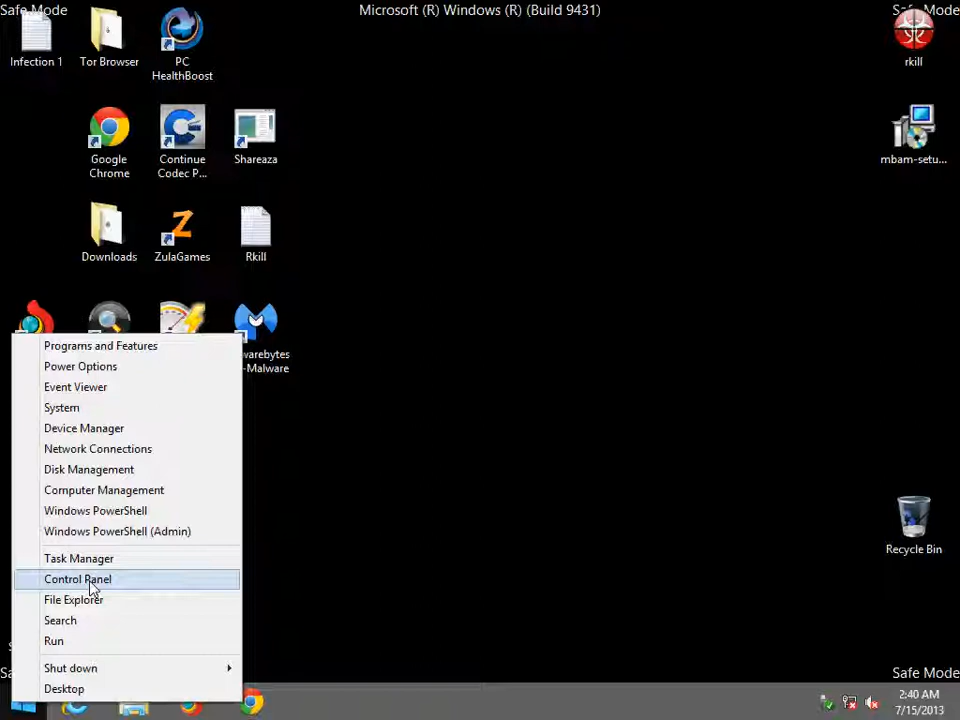 Safe Mode
Microsoft (R) Windows (R) (Build 9431)
Safe Mode
Infection 1
Tor Browser
PC
HealthBoost
rkill
Google
Chrome
Continue
Codec P...
Shareaza
mbam-setu...
Downloads
ZulaGames
Rkill
warebytes
-Malware
Programs and Features
Power Options
Event Viewer
System
Device Manager
Network Connections
Disk Management
Computer Management
Windows PowerShell
Windows PowerShell (Admin)
Task Manager
Control Panel
File Explorer
Search
Run
Shut down
Desktop
Recycle Bin
Safe Mode
2:40 AM
7/15/2013